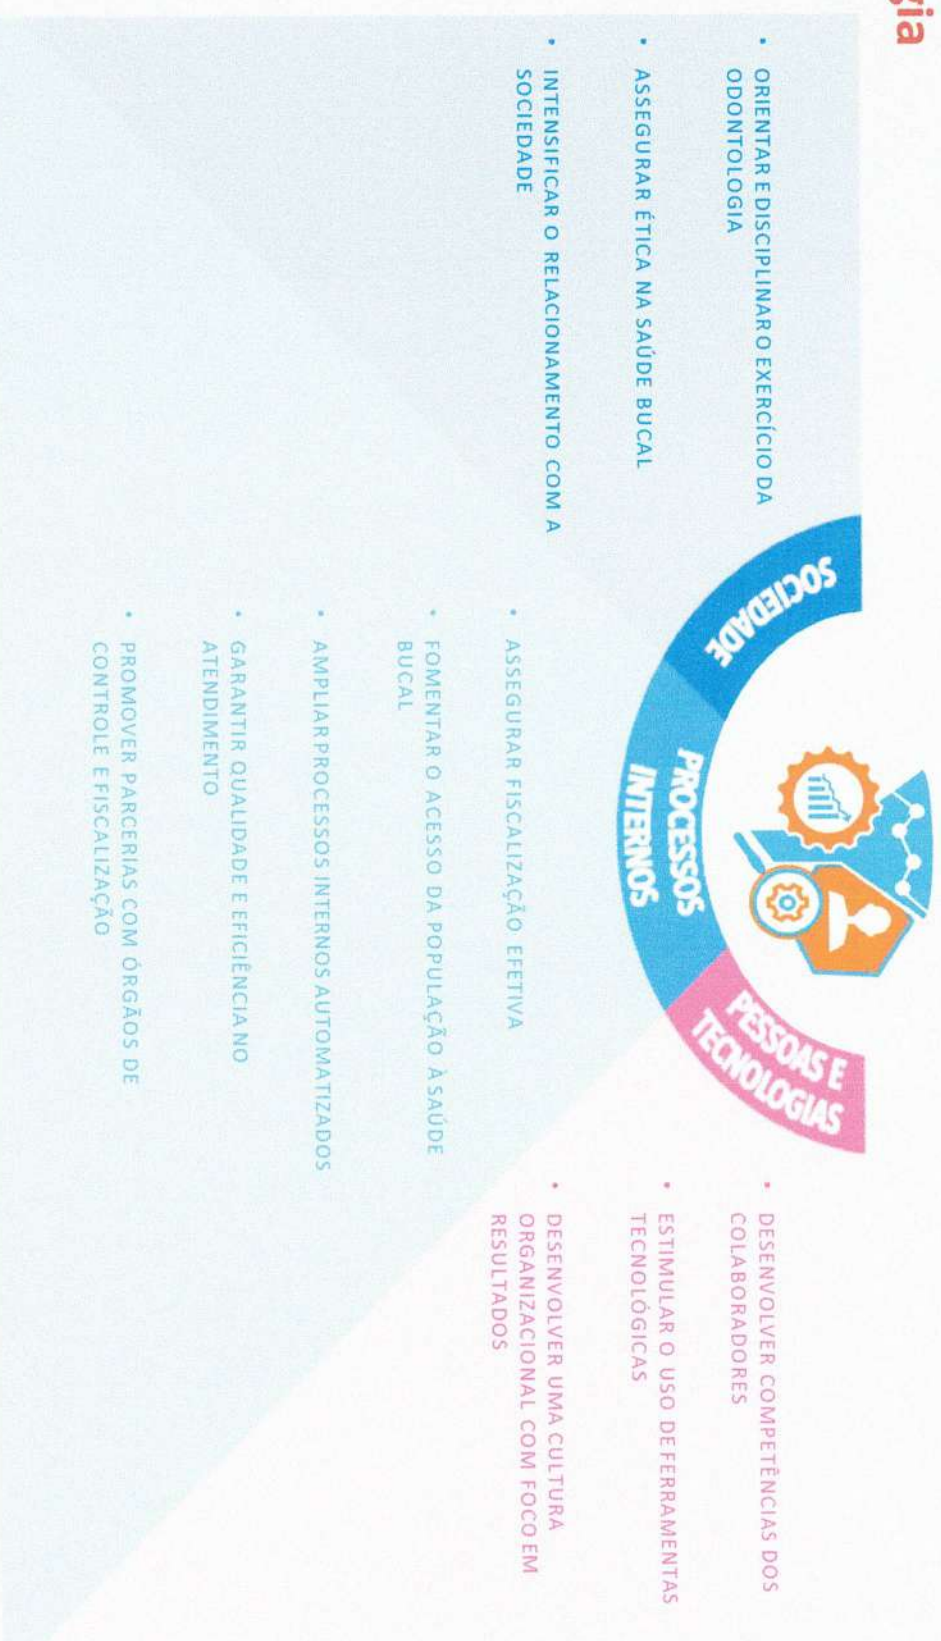 gia
SOCIEDADE
PROCESSOS
INTERNOS
PESSOAS E
TECNOLOGIAS
• ORIENTAR E DISCIPLINAR O EXERCÍCIO DA
ODONTOLOGIA
• ASSEGURAR ÉTICA NA SAÚDE BUCAL
• INTENSIFICAR O RELACIONAMENTO COM A
SOCIEDADE
• ASSEGURAR FISCALIZAÇÃO EFETIVA
• FOMENTAR O ACESSO DA POPULAÇÃO À SAÚDE
BUCAL
• AMPLIAR PROCESSOS INTERNOS AUTOMATIZADOS
• GARANTIR QUALIDADE E EFICIÊNCIA NO
ATENDIMENTO
• PROMOVER PARCERIAS COM ÓRGÃOS DE
CONTROLE E FISCALIZAÇÃO
• DESENVOLVER COMPETÊNCIAS DOS
COLABORADORES
• ESTIMULAR O USO DE FERRAMENTAS
TECNOLÓGICAS
• DESENVOLVER UMA CULTURA
ORGANIZACIONAL COM FOCO EM
RESULTADOS